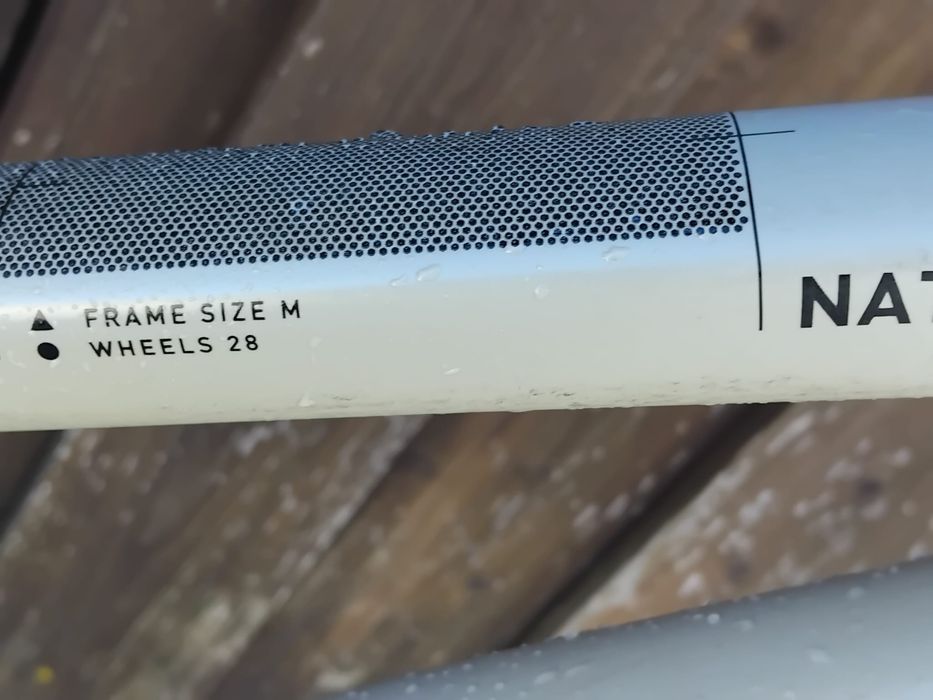 FRAME SIZE M
WHEELS 28
NAT